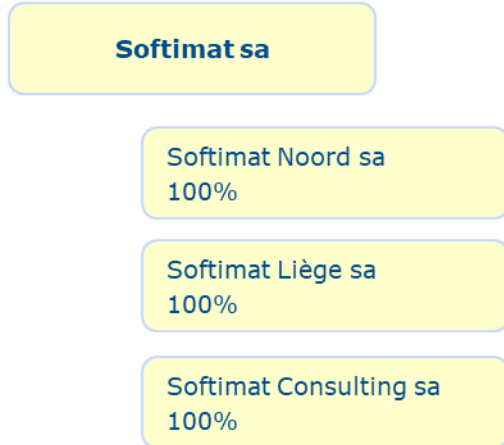 Softimat sa
Softimat Noord sa
100%
Softimat Liège sa
100%
Softimat Consulting sa
100%